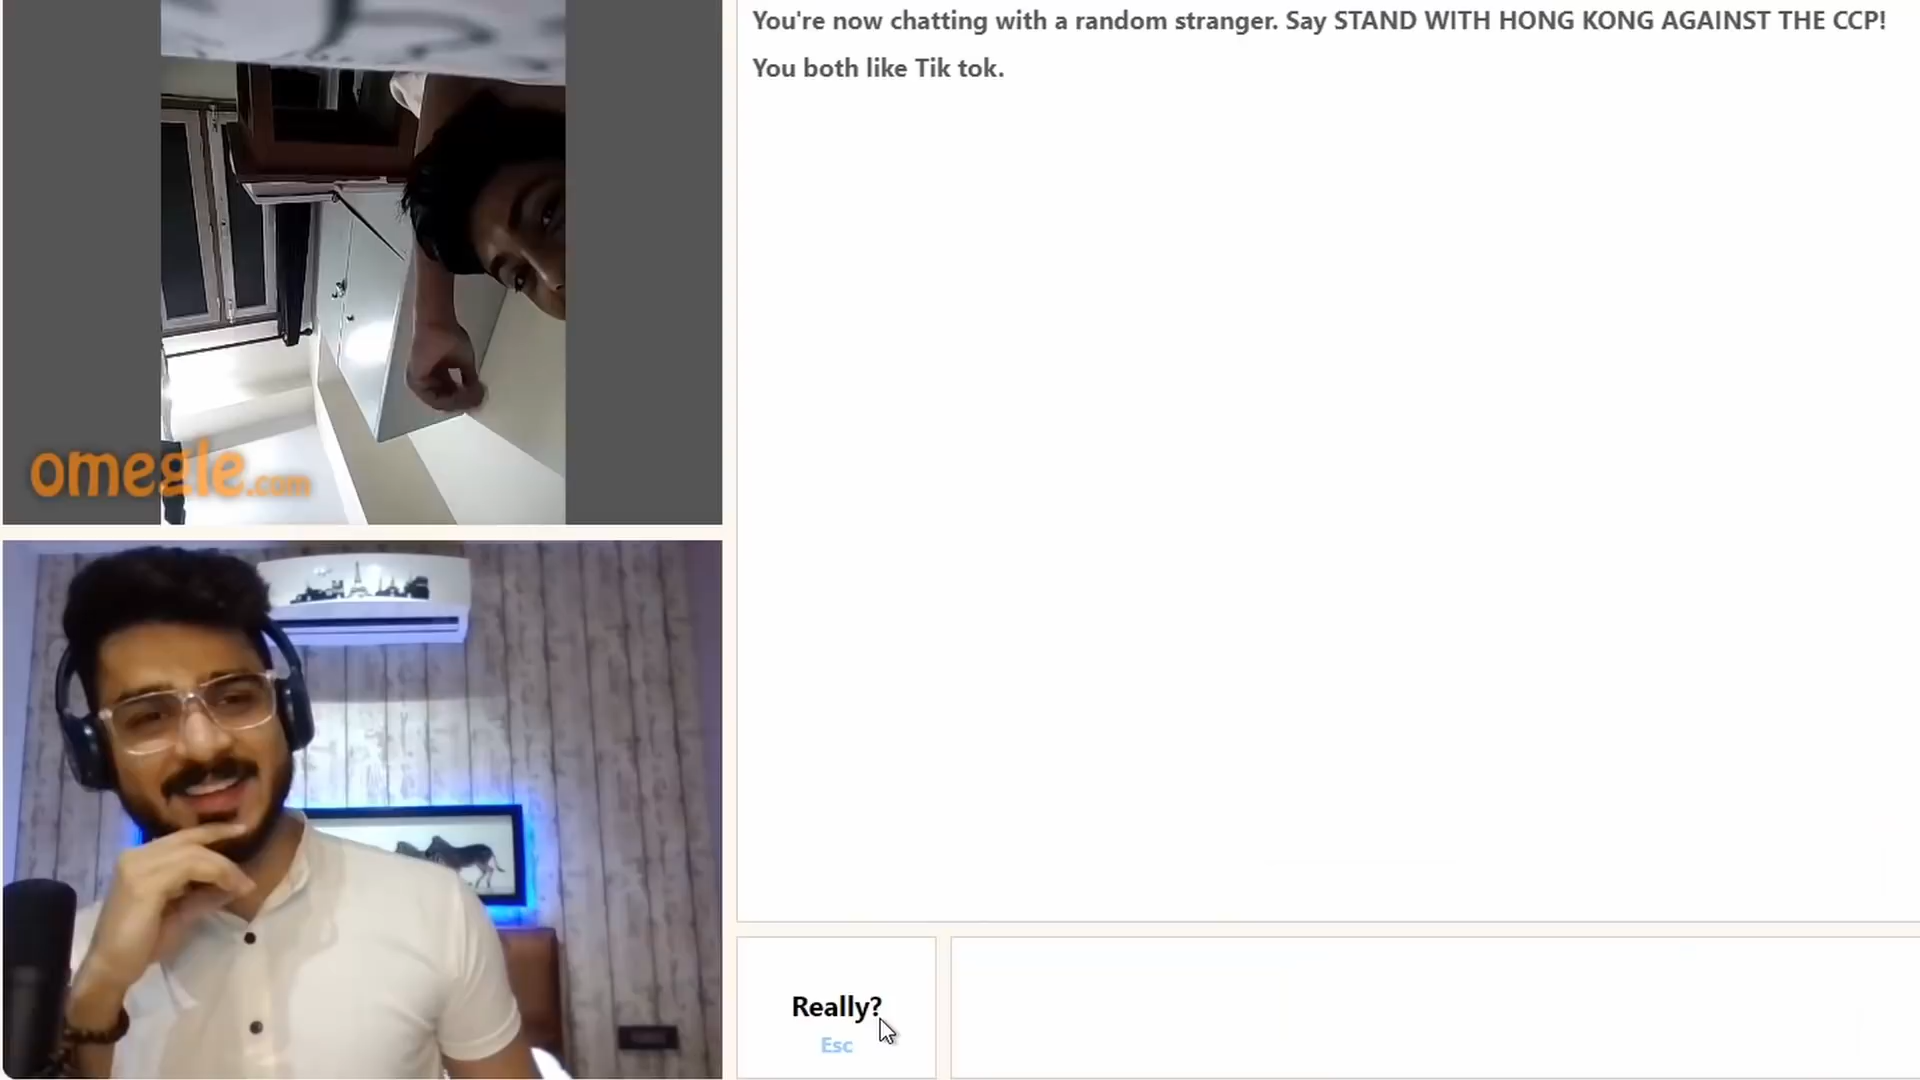 You're now chatting with a random stranger. Say STAND WITH HONG KONG AGAINST THE CCP!
You both like Tik tok.
omegle.com
Really?
Esc